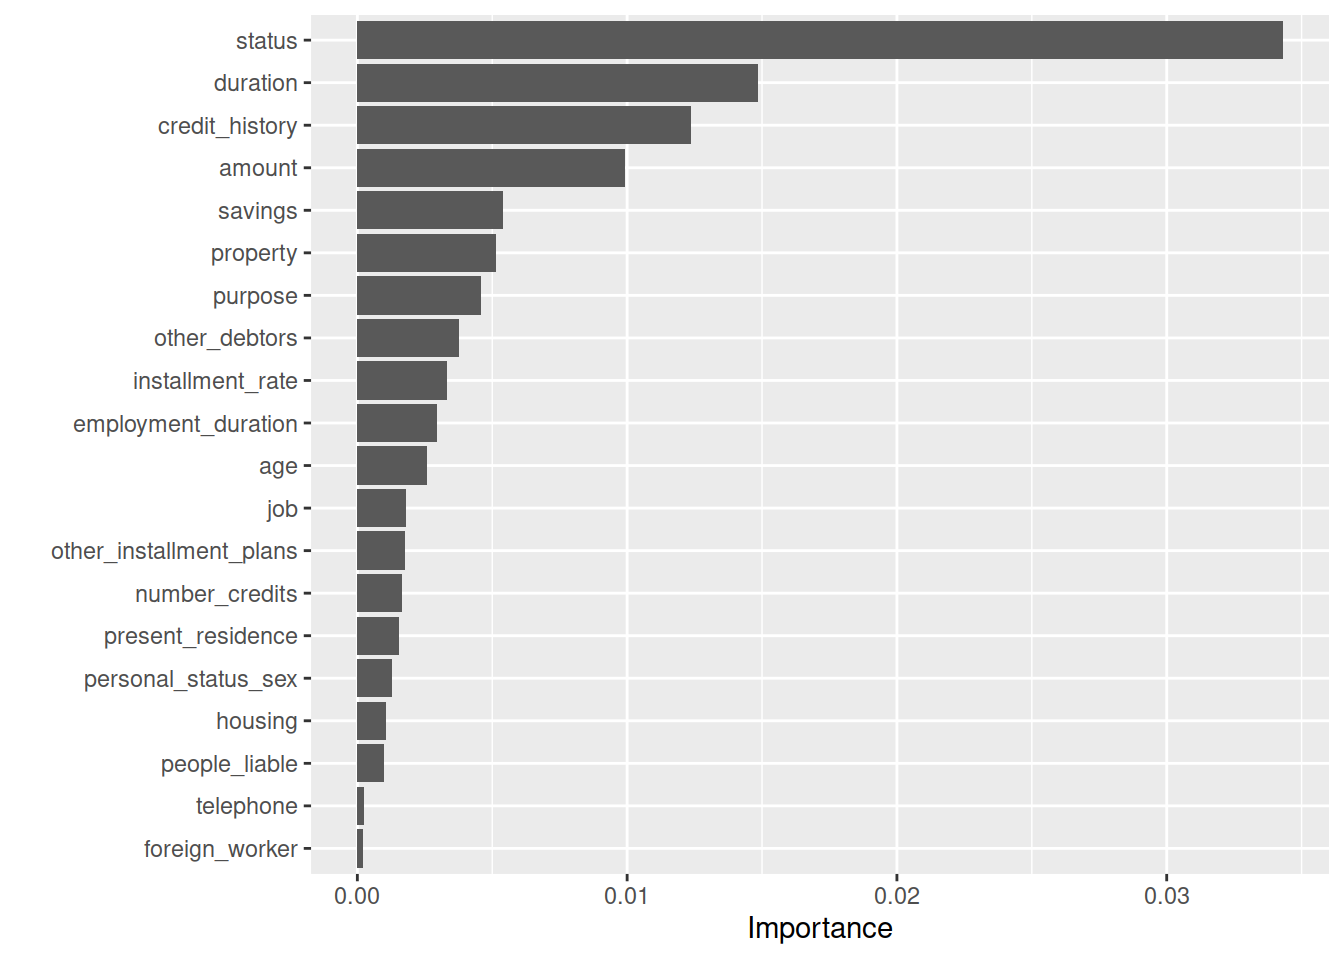 status
duration
credit_history
amount
savings
property
purpose
other_debtors
installment_rate
employment_duration
age
job
other_installment_plans
number_credits
present_residence
personal_status_sex
housing
people_liable
telephone
foreign_worker
0.00 0.01 0.02 0.03
Importance